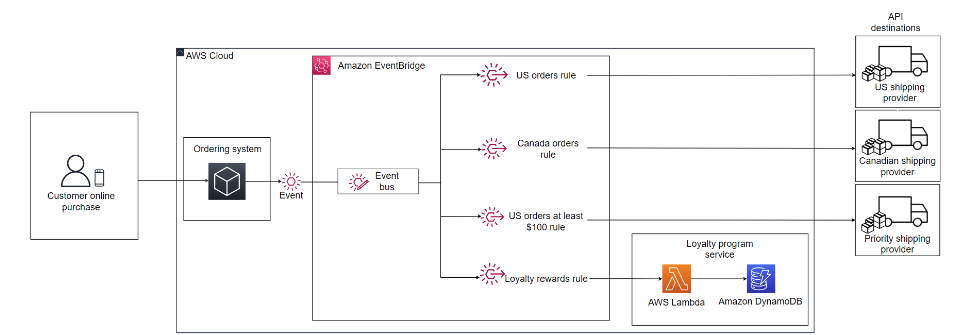 API
destinations
AWS Cloud
Amazon EventBridge
US orders rule
US shipping
provider
Ordering system
Canada orders
rule
Canadian shipping
provider
Customer online
purchase
Event
Event
bus
US orders at least
$100 rule
Priority shipping
provider
Loyalty program
service
Loyalty rewards rule
AWS Lambda
Amazon DynamoDB